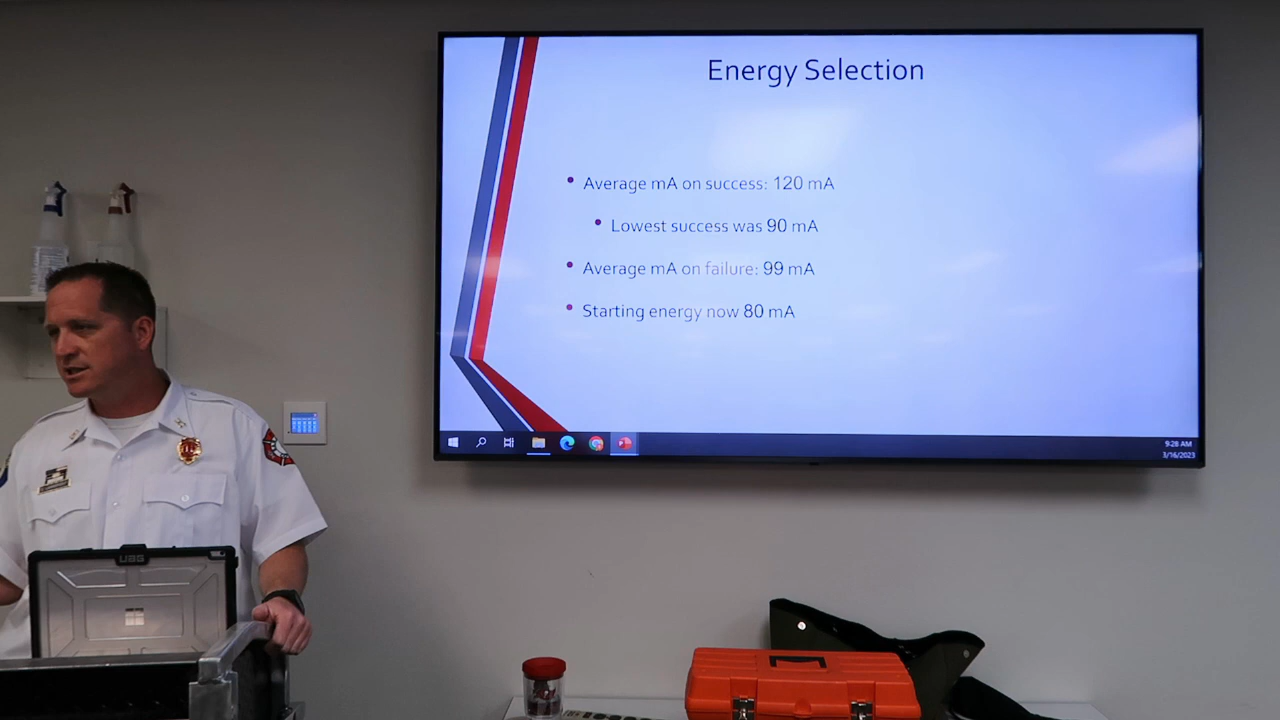 Energy Selection
• Average mA on success: 120 mA
• Lowest success was 90 mA
• Average mA on failure: 99 mA
• Starting energy now 80 mA
9:28 AM
3/16/2023
UAG